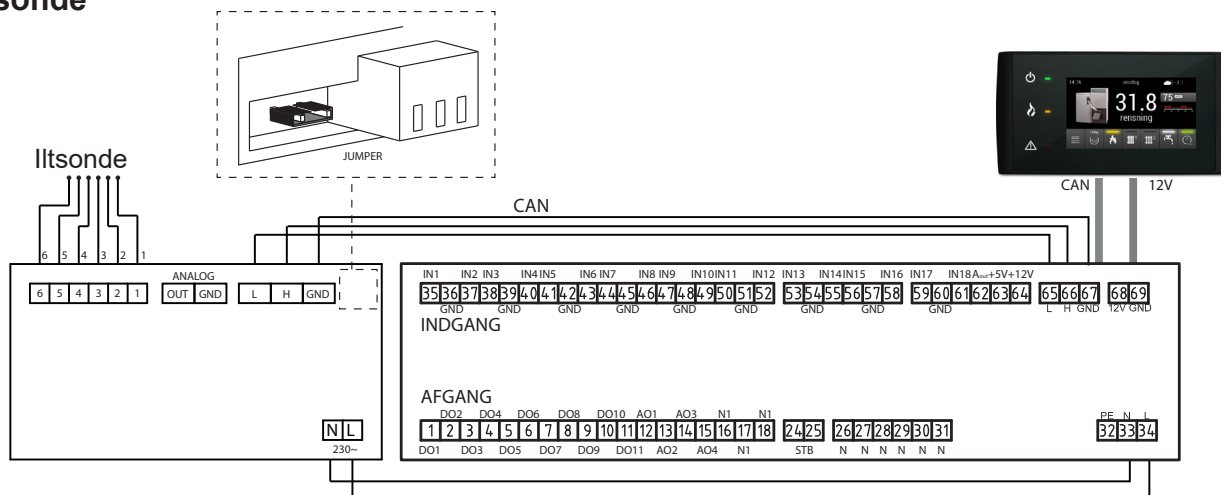 sonde
JUMPER
14:26 rensning
31.8 75
rensning
Iltsonde
CAN 12V
CAN
6 5 4 3 2 1
ANALOG
6 5 4 3 2 1 OUT GND L H GND
IN1 IN2 IN3 IN4 IN5 IN6 IN7 IN8 IN9 IN10 IN11 IN12 IN13 IN14 IN15 IN16 IN17 IN18 Aout +5V +12V
35 36 37 38 39 40 41 42 43 44 45 46 47 48 49 50 51 52 53 54 55 56 57 58 59 60 61 62 63 64 65 66 67 68 69
GND GND GND GND GND GND GND GND GND L H GND 12V GND
INDGANG
AFGANG
DO2 DO4 DO6 DO8 DO10 AO1 AO3 N1 N1 PE N L
1 2 3 4 5 6 7 8 9 10 11 12 13 14 15 16 17 18 24 25 26 27 28 29 30 31 32 33 34
DO1 DO3 DO5 DO7 DO9 DO11 AO2 AO4 N1 STB N N N N N N
N L
230~